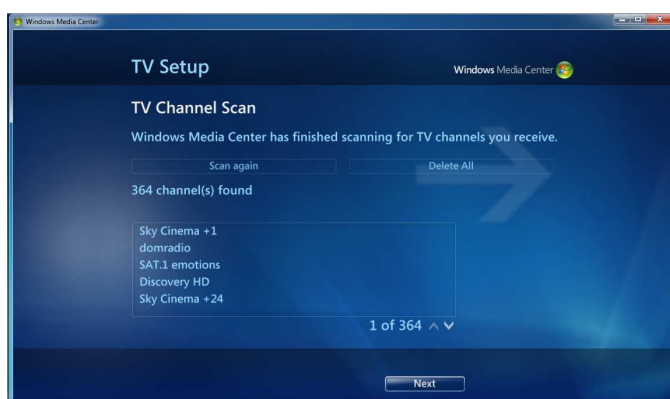 Windows Media Center
TV Setup
Windows Media Center
TV Channel Scan
Windows Media Center has finished scanning for TV channels you receive.
Scan again
Delete All
364 channel(s) found
Sky Cinema +1
domradio
SAT.1 emotions
Discovery HD
Sky Cinema +24
1 of 364
Next